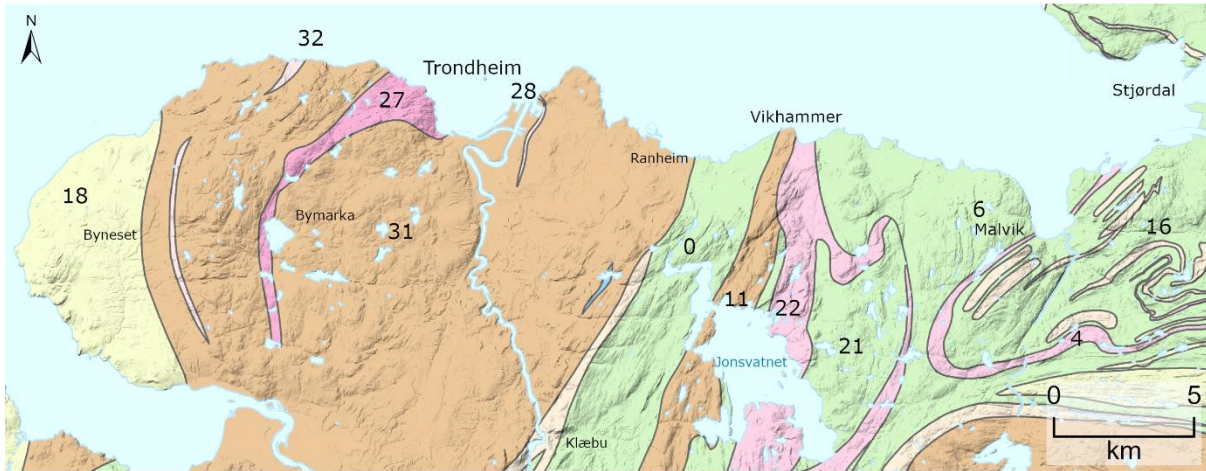 N
32
Trondheim
27
28
Stjørdal
Vikhammer
Ranheim
18
Bymarka
6
Byneset
31
0
Malvik
16
11
22
21
4
Jonsvatnet
0 5
km
Klæbu